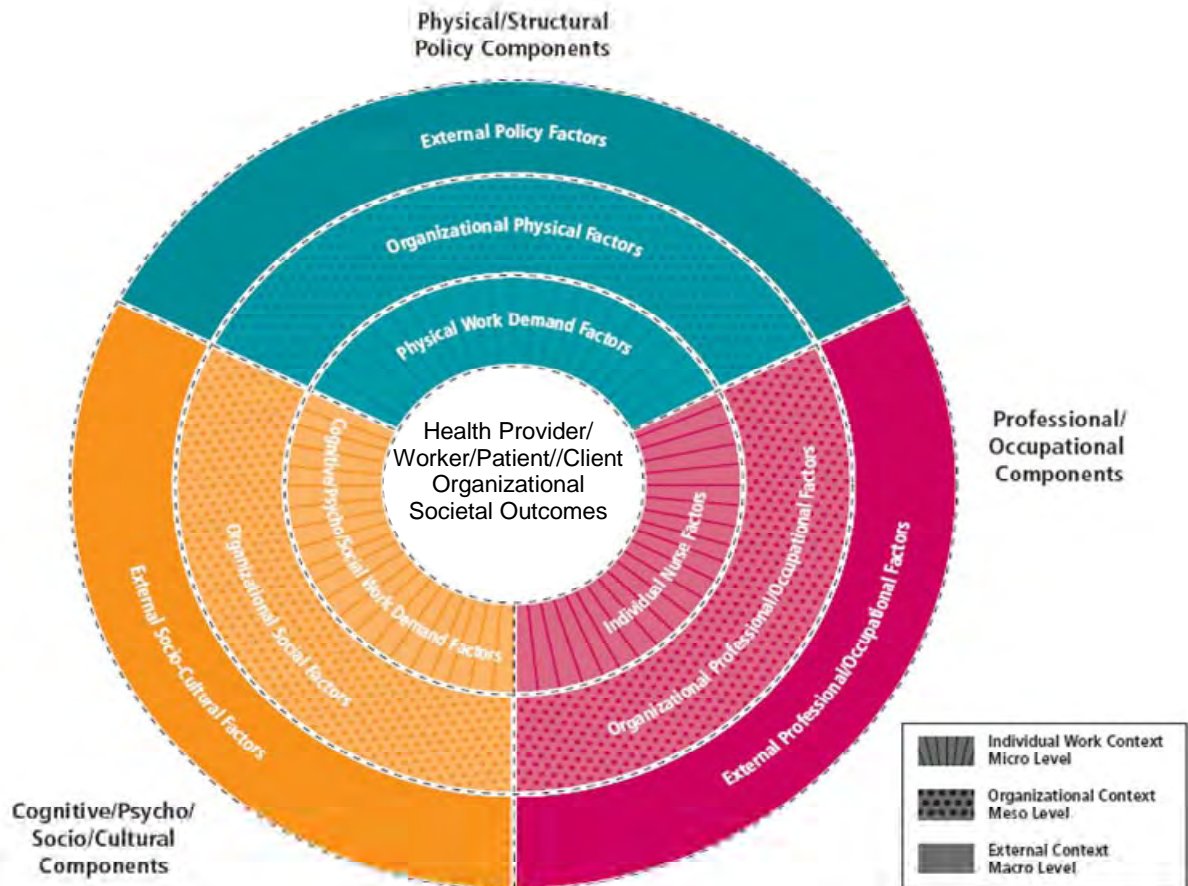 Physical/Structural
Policy Components
External Policy Factors
Organizational Physical Factors
Physical Work Demand Factors
Health Provider/
Worker/Patient//Client
Organizational
Societal Outcomes
Cognitive/Psycho/Social Work Demand Factors
Organizational Social Factors
External Socio-Cultural Factors
Individual Nurse Factors
Organizational Professional/Occupational Factors
External Professional/Occupational Factors
Professional/
Occupational
Components
Cognitive/Psycho/
Socio/Cultural
Components
Individual Work Context
Micro Level
Organizational Context
Meso Level
External Context
Macro Level